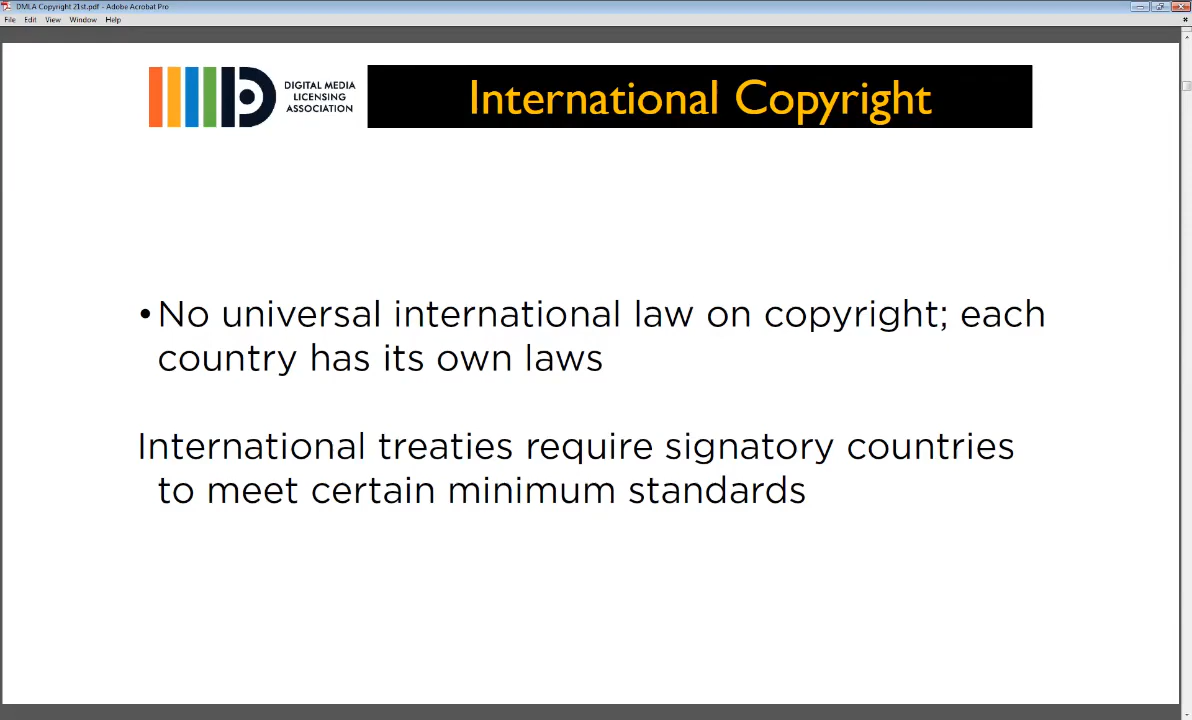 DMLA Copyright 21st.pdf - Adobe Acrobat Pro
File Edit View Window Help
DIGITAL MEDIA
LICENSING
ASSOCIATION
International Copyright
•No universal international law on copyright; each
country has its own laws
International treaties require signatory countries
to meet certain minimum standards